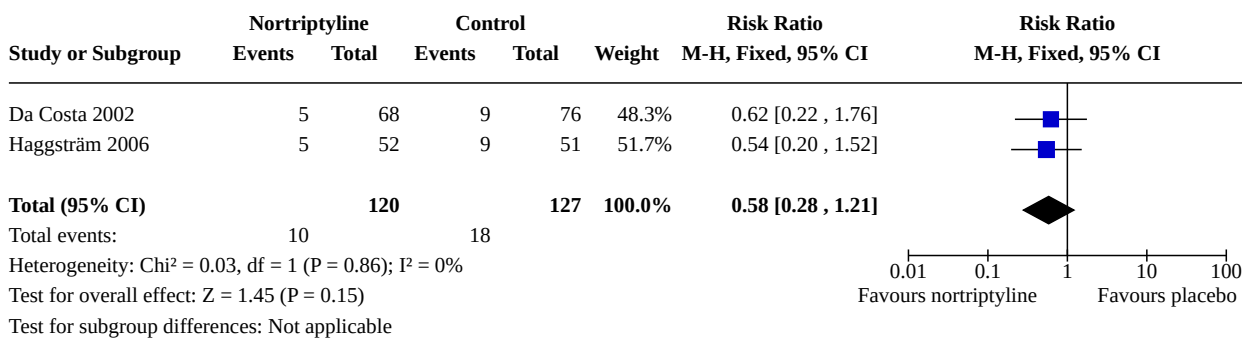 Nortriptyline Control Risk Ratio Risk Ratio
Study or Subgroup Events Total Events Total Weight M-H, Fixed, 95% CI M-H, Fixed, 95% CI
Da Costa 2002 5 68 9 76 48.3% 0.62 [0.22 , 1.76]
Haggsträm 2006 5 52 9 51 51.7% 0.54 [0.20 , 1.52]
Total (95% CI) 120 127 100.0% 0.58 [0.28 , 1.21]
Total events: 10 18
Heterogeneity: Chi² = 0.03, df = 1 (P = 0.86); I² = 0%
0.01 0.1 1 10 100
Test for overall effect: Z = 1.45 (P = 0.15)
Favours nortriptyline Favours placebo
Test for subgroup differences: Not applicable